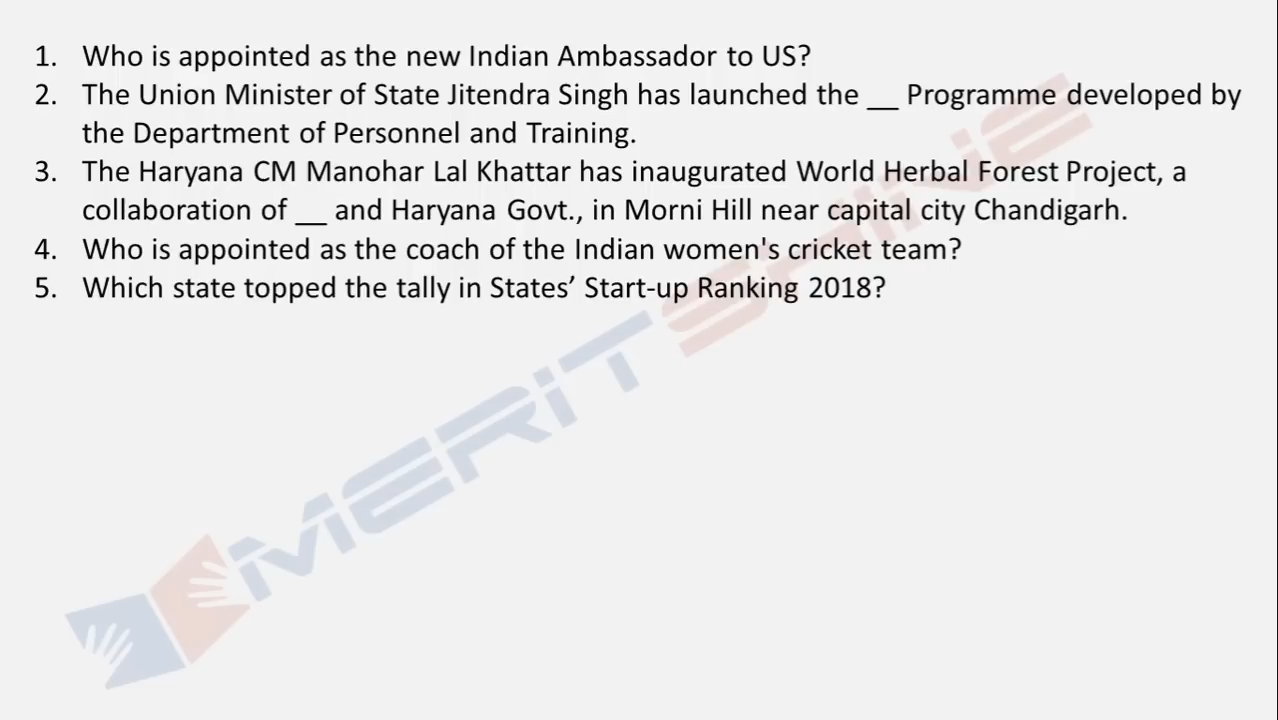 1. Who is appointed as the new Indian Ambassador to US?
2. The Union Minister of State Jitendra Singh has launched the __ Programme developed by
the Department of Personnel and Training.
3. The Haryana CM Manohar Lal Khattar has inaugurated World Herbal Forest Project, a
collaboration of __ and Haryana Govt., in Morni Hill near capital city Chandigarh.
4. Who is appointed as the coach of the Indian women's cricket team?
5. Which state topped the tally in States’ Start-up Ranking 2018?
MERITSHINE